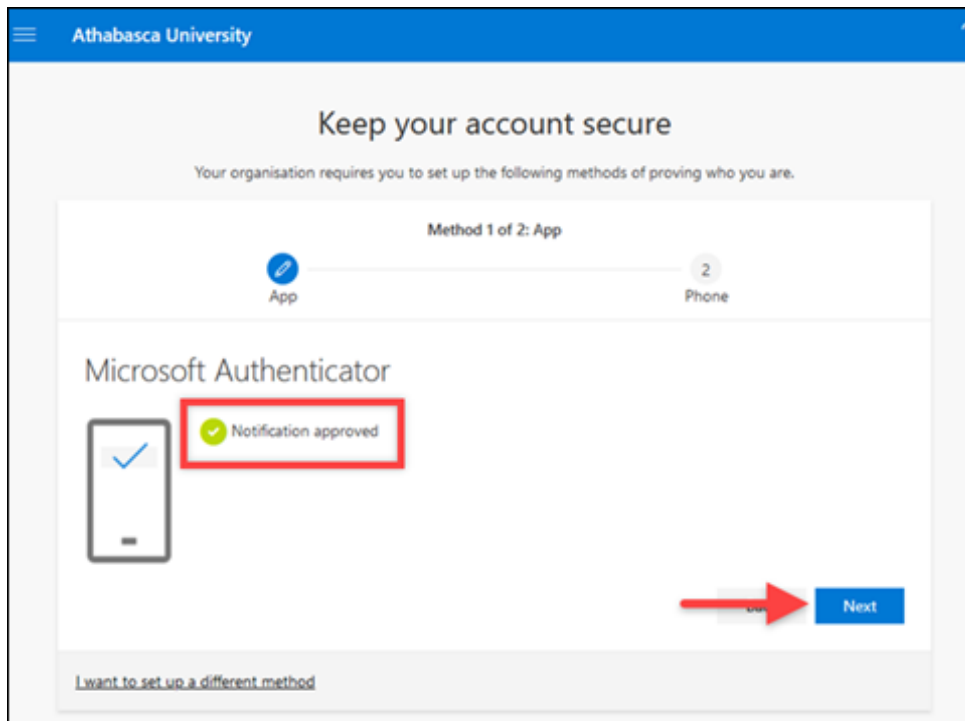 Athabasca University
Keep your account secure
Your organisation requires you to set up the following methods of proving who you are.
Method 1 of 2: App
2
App
Phone
Microsoft Authenticator
Notification approved
Next
I want to set up a different method